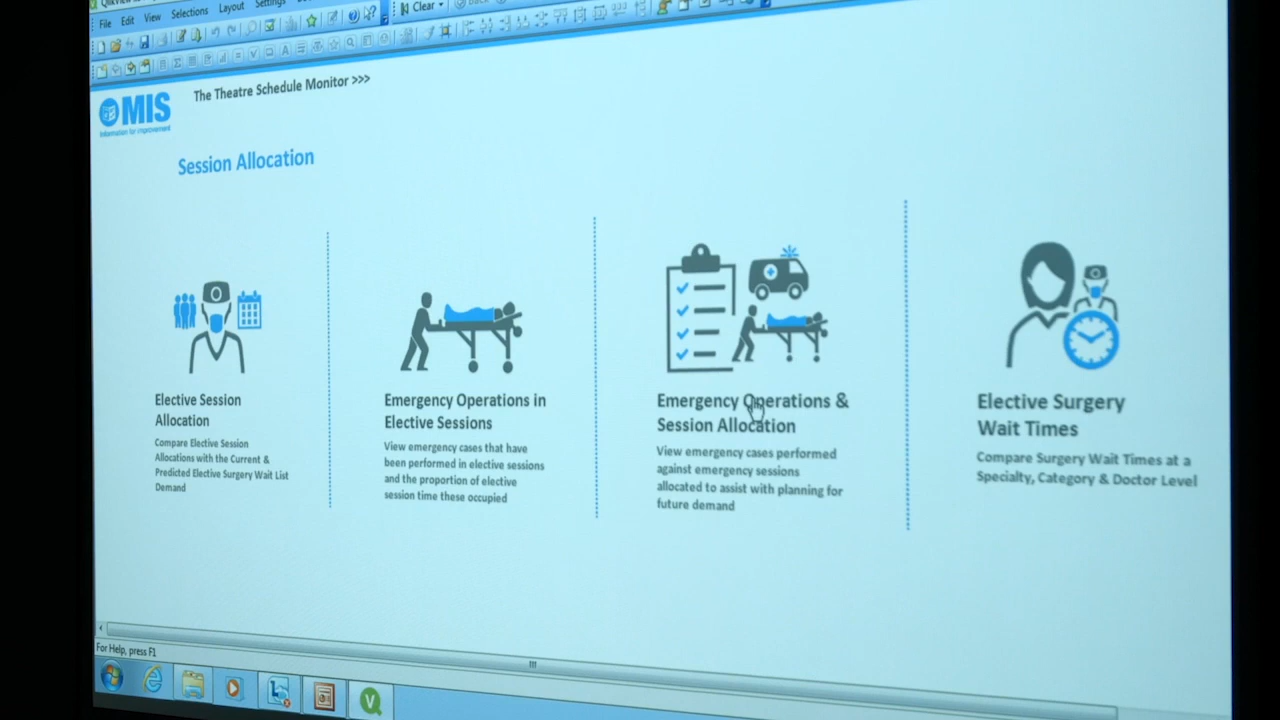 File Edit View Selections Layout Settings
Clear
The Theatre Schedule Monitor >>>
MIS
Information for Improvement
Session Allocation
Elective Session
Allocation
Compare Elective Session
Allocations with the Current &
Predicted Elective Surgery Wait List
Demand
Emergency Operations in
Elective Sessions
View emergency cases that have
been performed in elective sessions
and the proportion of elective
session time these occupied
Emergency Operations &
Session Allocation
View emergency cases performed
against emergency sessions
allocated to assist with planning for
future demand
Elective Surgery
Wait Times
Compare Surgery Wait Times at a
Specialty, Category & Doctor Level
For Help, press F1